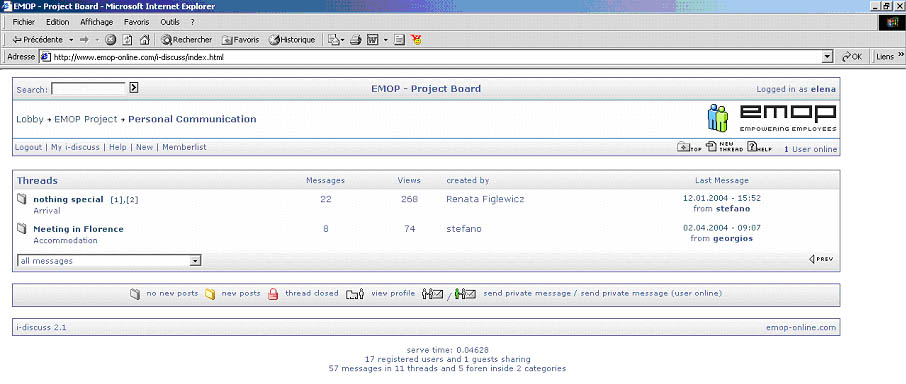 EMOP - Project Board - Microsoft Internet Explorer
Fichier Edition Affichage Favoris Outils ?
Précédente Rechercher Favoris Historique
Adresse http://www.emop-online.com/i-discuss/index.html OK Liens »
Search: EMOP - Project Board Logged in as elena
Lobby → EMOP Project → Personal Communication emop
EMPOWERING EMPLOYEES
Logout | My i-discuss | Help | New | Memberlist TOP NEW THREAD HELP 1 User online
Threads Messages Views created by Last Message
nothing special [1],[2] 22 268 Renata Figlewicz 12.01.2004 - 15:52
Arrival from stefano
Meeting in Florence 8 74 stefano 02.04.2004 - 09:07
Accommodation from georgios
all messages PREV
no new posts new posts thread closed view profile / send private message / send private message (user online)
i-discuss 2.1 emop-online.com
serve time: 0.04628
17 registered users and 1 guests sharing
57 messages in 11 threads and 5 foren inside 2 categories